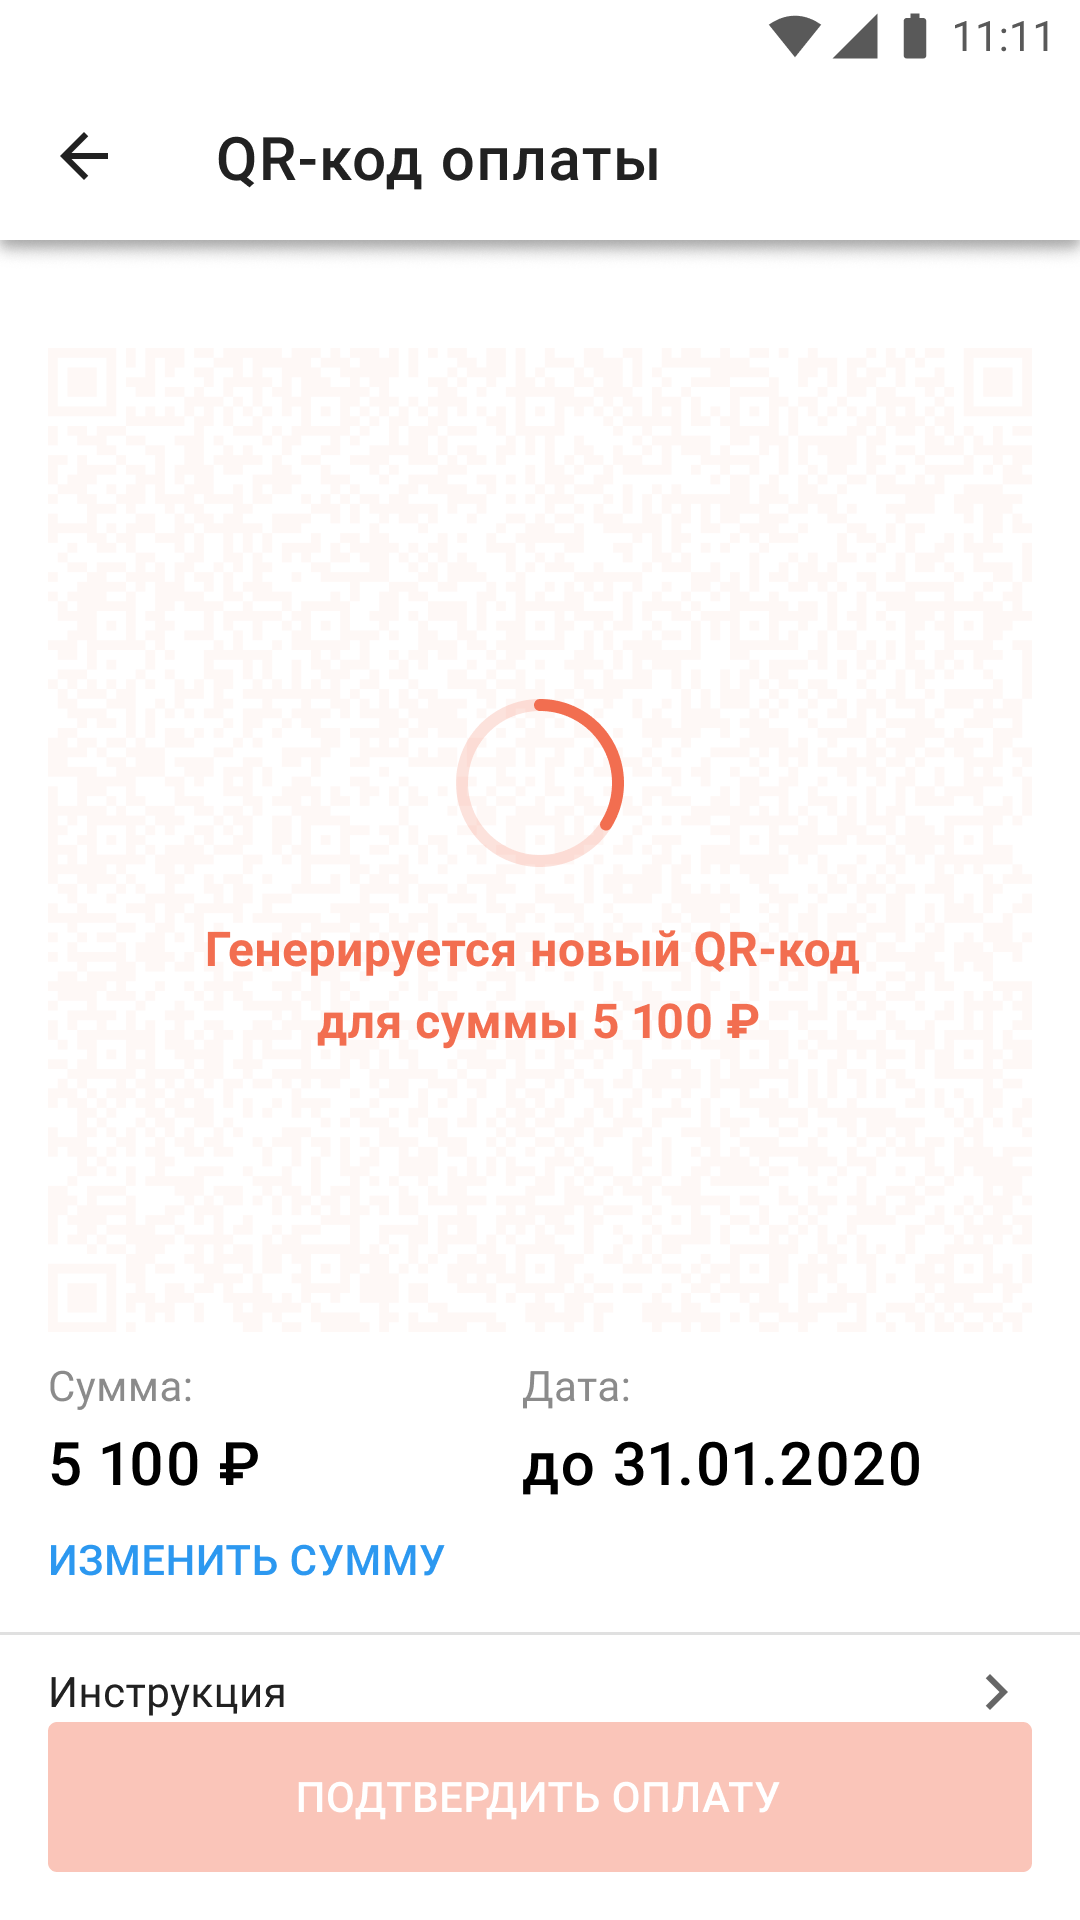 11:11
QR-код оплаты
Генерируется новый QR-код
для суммы 5 100 ₽
Сумма:
Дата:
5 100 ₽
до 31.01.2020
ИЗМЕНИТЬ СУММУ
Инструкция
ПОДТВЕРДИТЬ ОПЛАТУ